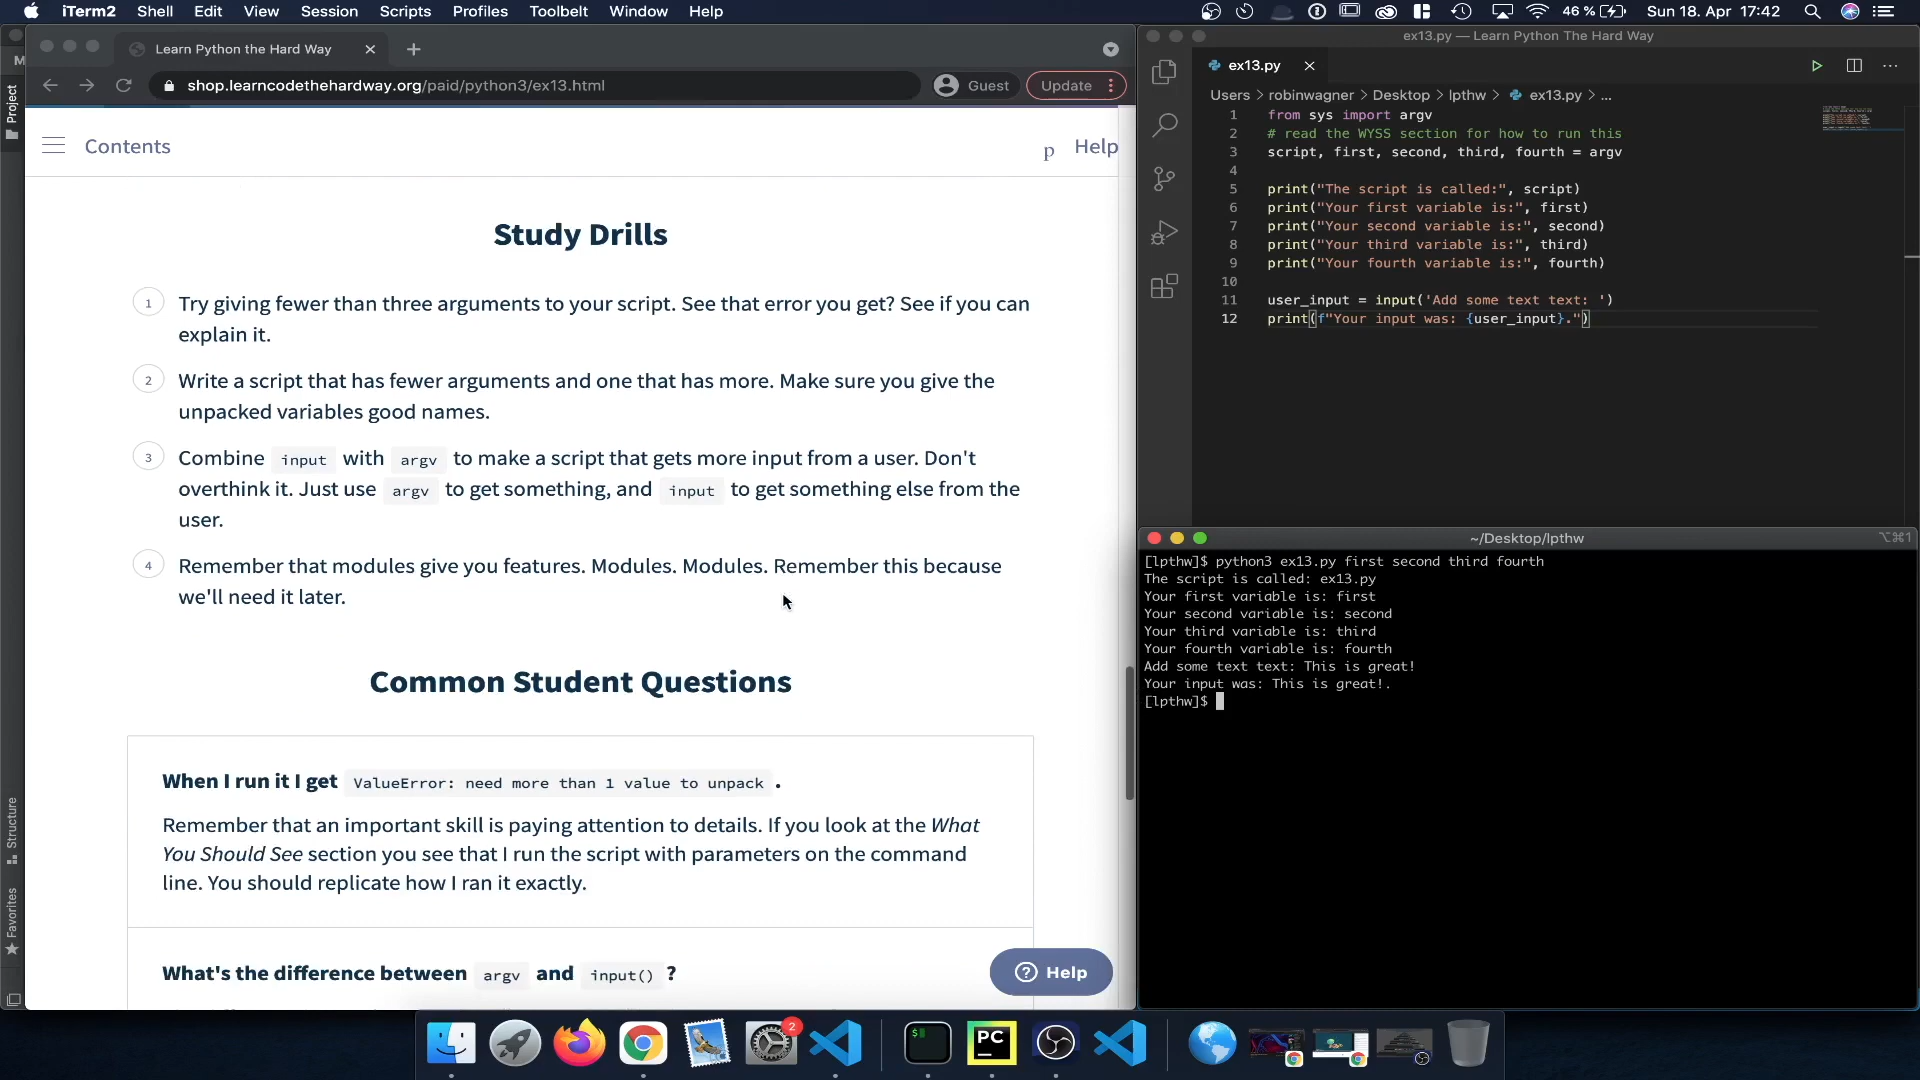 iTerm2 Shell Edit View Session Scripts Profiles Toolbelt Window Help
46 % Sun 18. Apr 17:42
Learn Python the Hard Way
shop.learncodethehardway.org/paid/python3/ex13.html
Guest
Update
M
Project
Structure
Favorites
Contents
p Help
Study Drills
1 Try giving fewer than three arguments to your script. See that error you get? See if you can
explain it.
2 Write a script that has fewer arguments and one that has more. Make sure you give the
unpacked variables good names.
3 Combine input with argv to make a script that gets more input from a user. Don't
overthink it. Just use argv to get something, and input to get something else from the
user.
4 Remember that modules give you features. Modules. Modules. Remember this because
we'll need it later.
Common Student Questions
When I run it I get ValueError: need more than 1 value to unpack .
Remember that an important skill is paying attention to details. If you look at the What
You Should See section you see that I run the script with parameters on the command
line. You should replicate how I ran it exactly.
What's the difference between argv and input() ?
Help
ex13.py — Learn Python The Hard Way
ex13.py
Users > robinwagner > Desktop > lpthw > ex13.py > ...
1 from sys import argv
2 # read the WYSS section for how to run this
3 script, first, second, third, fourth = argv
4
5 print("The script is called:", script)
6 print("Your first variable is:", first)
7 print("Your second variable is:", second)
8 print("Your third variable is:", third)
9 print("Your fourth variable is:", fourth)
10
11 user_input = input('Add some text text: ')
12 print(f"Your input was: {user_input}.")
~/Desktop/lpthw
⌥⌘1
[lpthw]$ python3 ex13.py first second third fourth
The script is called: ex13.py
Your first variable is: first
Your second variable is: second
Your third variable is: third
Your fourth variable is: fourth
Add some text text: This is great!
Your input was: This is great!.
[lpthw]$
2
$
PC